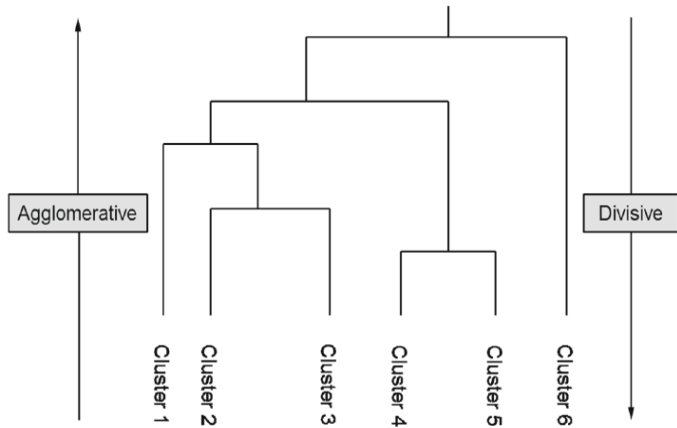 Agglomerative
Divisive
Cluster 1
Cluster 2
Cluster 3
Cluster 4
Cluster 5
Cluster 6